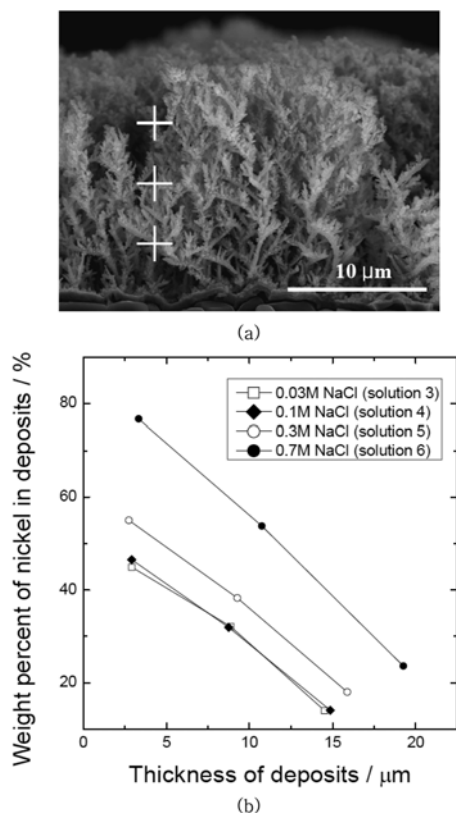 10 μm
(a)
0.03M NaCl (solution 3)
0.1M NaCl (solution 4)
0.3M NaCl (solution 5)
0.7M NaCl (solution 6)
80
60
40
20
0
5
10
15
20
Weight percent of nickel in deposits / %
Thickness of deposits / μm
(b)